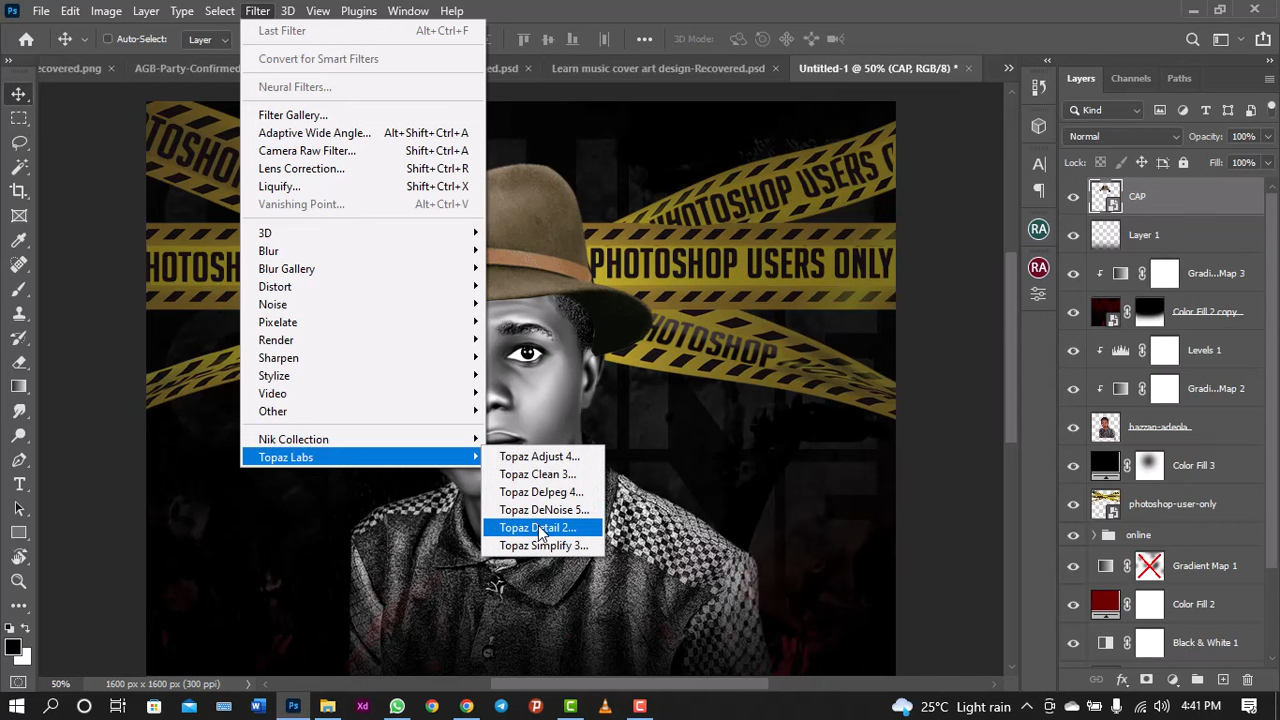 File Edit Image Layer Type Select Filter 3D View Plugins Window Help
Auto-Select: Layer 3D Mode:
ecovered.png × AGB-Party-Confirmed ed.psd × Learn music cover art design-Recovered.psd × Untitled-1 @ 50% (CAP, RGB/8) * ×
Last Filter Alt+Ctrl+F
Convert for Smart Filters
Neural Filters...
Filter Gallery...
Adaptive Wide Angle... Alt+Shift+Ctrl+A
Camera Raw Filter... Shift+Ctrl+A
Lens Correction... Shift+Ctrl+R
Liquify... Shift+Ctrl+X
Vanishing Point... Alt+Ctrl+V
3D
Blur
Blur Gallery
Distort
Noise
Pixelate
Render
Sharpen
Stylize
Video
Other
Nik Collection
Topaz Labs
Topaz Adjust 4...
Topaz Clean 3...
Topaz DeJpeg 4...
Topaz DeNoise 5...
Topaz Detail 2...
Topaz Simplify 3...
PHOTOSHOP USERS O
PHOTOSHOP USERS ONLY
PHOTOSHOP
HOTOSHO
HOTOSHOP
Layers Channels Paths
Kind
Normal Opacity: 100%
Lock: Fill: 100%
CAP
Layer 1
Gradi...Map 3
Color Fill 2 copy
Levels 1
Gradi...Map 2
hazzan-adeola...
Color Fill 3
photoshop-user-only
online
Gradient Map 1
Color Fill 2
Black & White 1
RA
RA
50% 1600 px x 1600 px (300 ppi)
25°C Light rain 4:41 PM